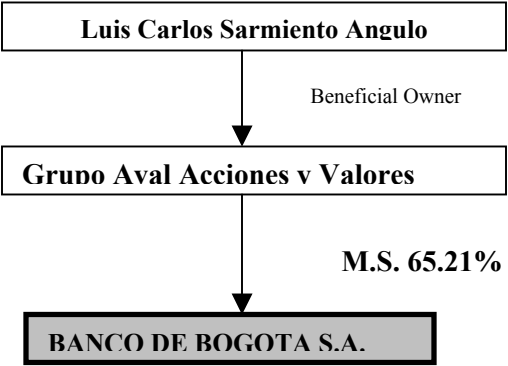 Luis Carlos Sarmiento Angulo
Beneficial Owner
Grupo Aval Acciones y Valores
M.S. 65.21%
BANCO DE BOGOTA S.A.